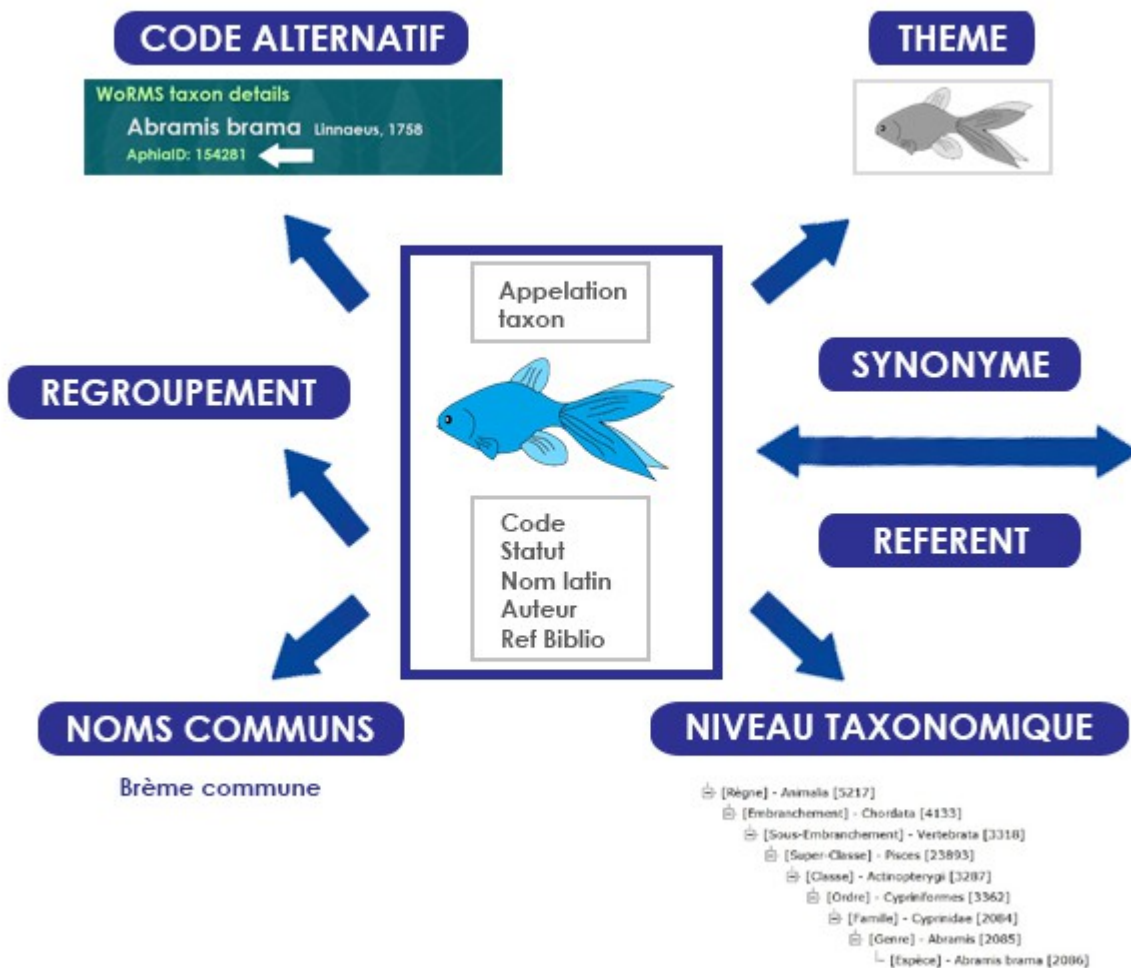 CODE ALTERNATIF
WoRMS taxon details
Abramis brama Linnaeus, 1758
AphiaID: 154281
THEME
Appelation
taxon
REGROUPEMENT
SYNONYME
Code
Statut
Nom latin
Auteur
Ref Biblio
REFERENT
NOMS COMMUNS
Brème commune
NIVEAU TAXONOMIQUE
[Règne] - Animalia [5217]
[Embranchement] - Chordata [4133]
[Sous-Embranchement] - Vertebrata [3318]
[Super-Classe] - Pisces [23893]
[Classe] - Actinopterygi [3287]
[Ordre] - Cypriniformes [3362]
[Famille] - Cyprinidae [2084]
[Genre] - Abramis [2085]
[Espèce] - Abramis brama [2086]